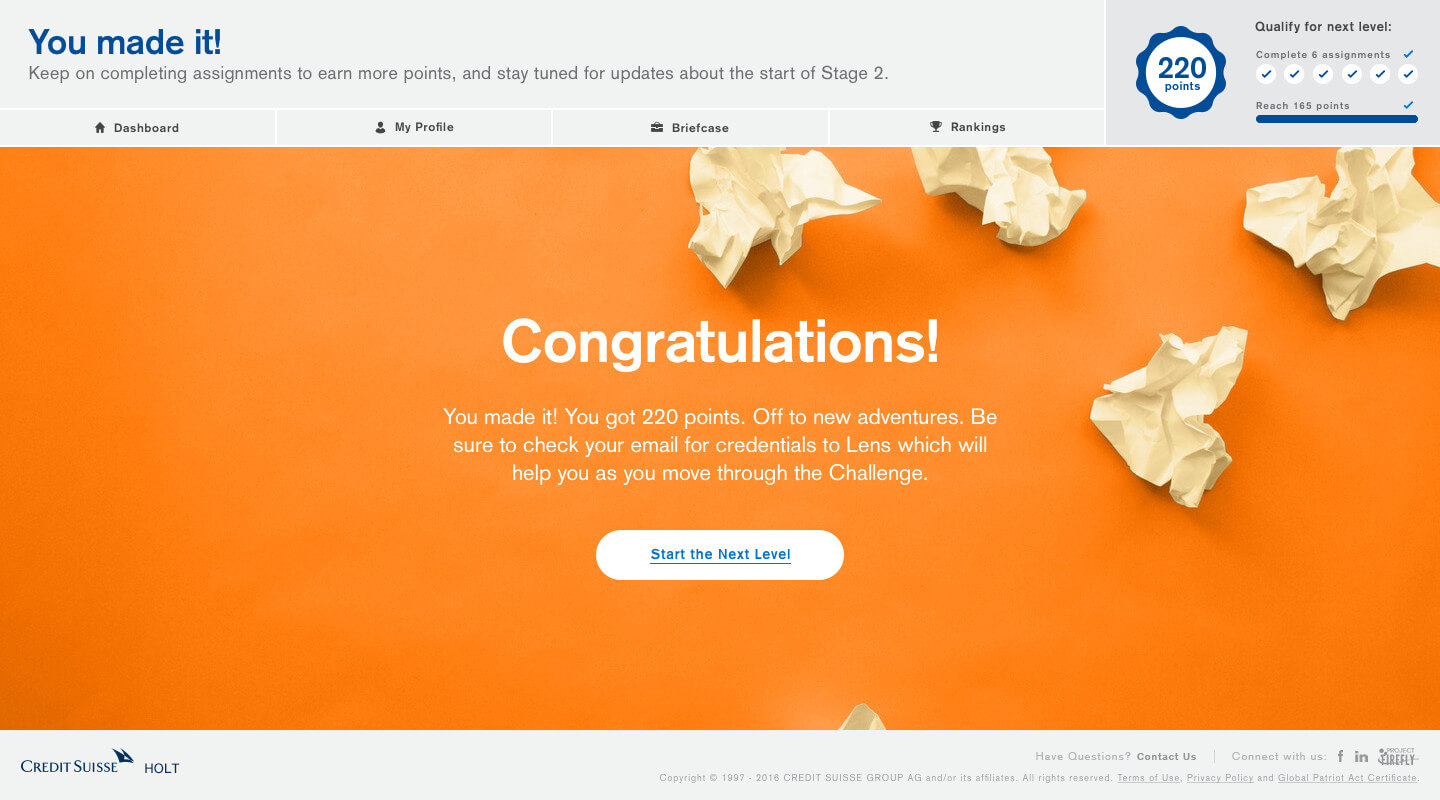 You made it!
Keep on completing assignments to earn more points, and stay tuned for updates about the start of Stage 2.
220
points
Qualify for next level:
Complete 6 assignments
Reach 165 points
Dashboard
My Profile
Briefcase
Rankings
Congratulations!
You made it! You got 220 points. Off to new adventures. Be
sure to check your email for credentials to Lens which will
help you as you move through the Challenge.
Start the Next Level
CREDIT SUISSE HOLT
Have Questions? Contact Us
Connect with us:
f in
PROJECT
FIREFLY
Copyright © 1997 - 2016 CREDIT SUISSE GROUP AG and/or its affiliates. All rights reserved. Terms of Use, Privacy Policy and Global Patriot Act Certificate.